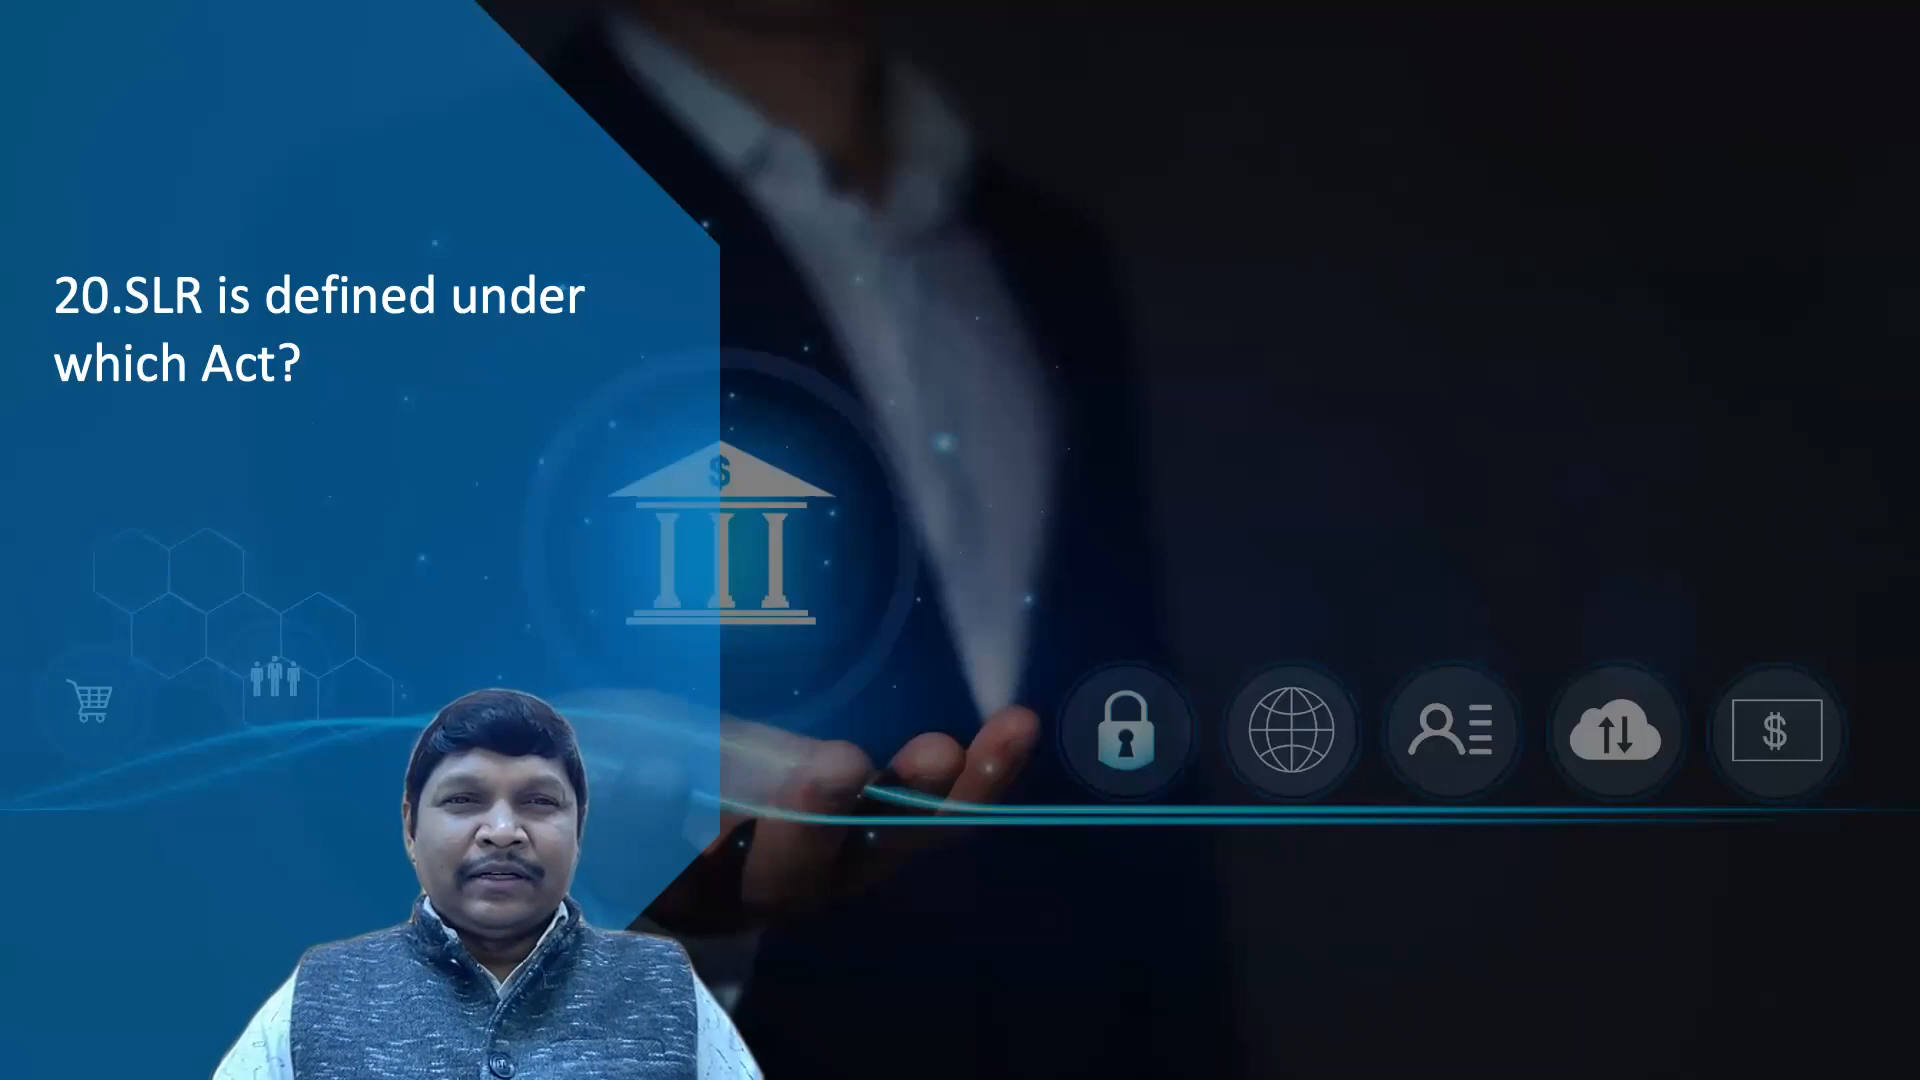 20.SLR is defined under
which Act?
$
$